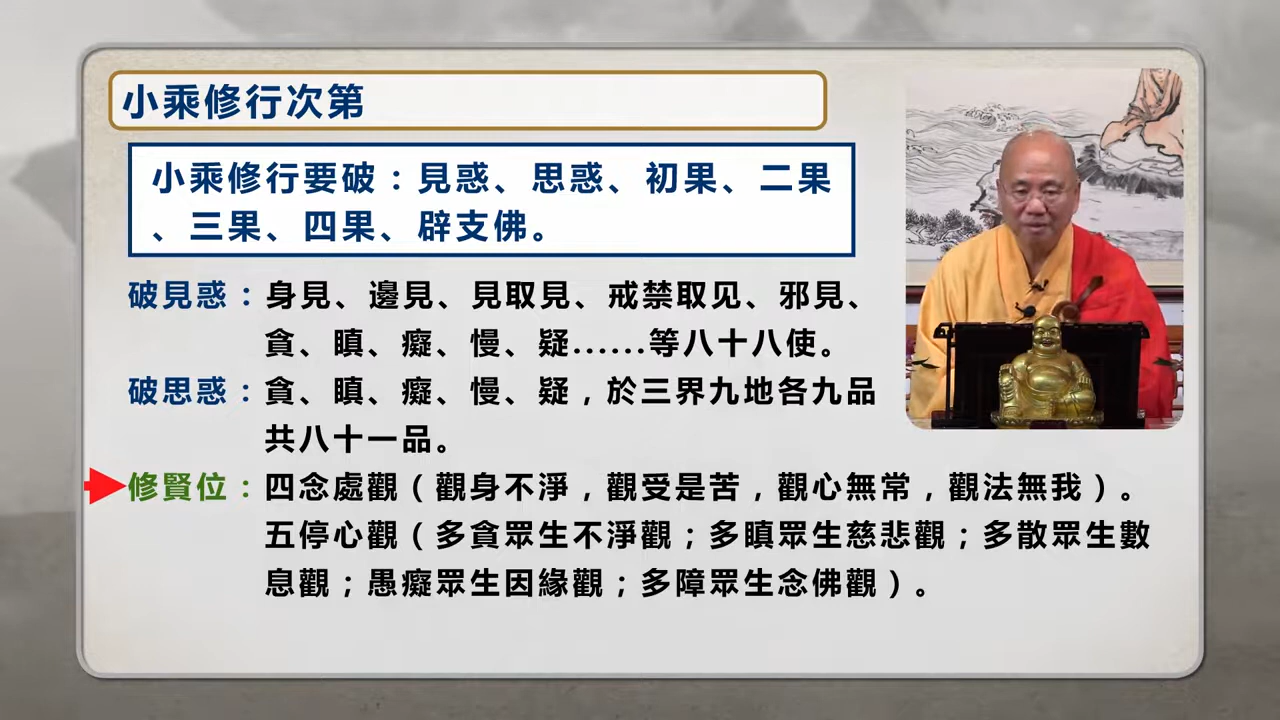 小乘修行次第
小乘修行要破：見惑、思惑、初果、二果
、三果、四果、辟支佛。
破見惑：身見、邊見、見取見、戒禁取见、邪見、
貪、瞋、癡、慢、疑......等八十八使。
破思惑：貪、瞋、癡、慢、疑，於三界九地各九品
共八十一品。
修賢位：四念處觀（觀身不淨，觀受是苦，觀心無常，觀法無我）。
五停心觀（多貪眾生不淨觀；多瞋眾生慈悲觀；多散眾生數
息觀；愚癡眾生因緣觀；多障眾生念佛觀）。